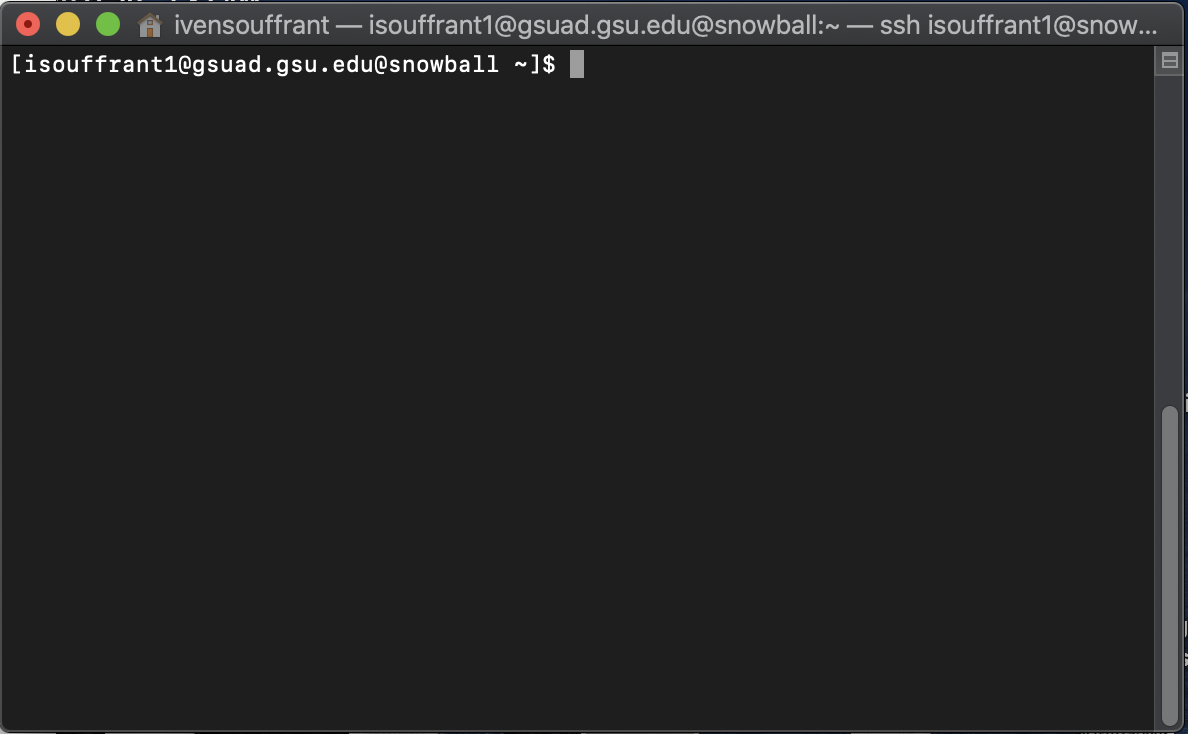 ivensouffrant — isouffrant1@gsuad.gsu.edu@snowball:~ — ssh isouffrant1@snow...
[isouffrant1@gsuad.gsu.edu@snowball ~]$